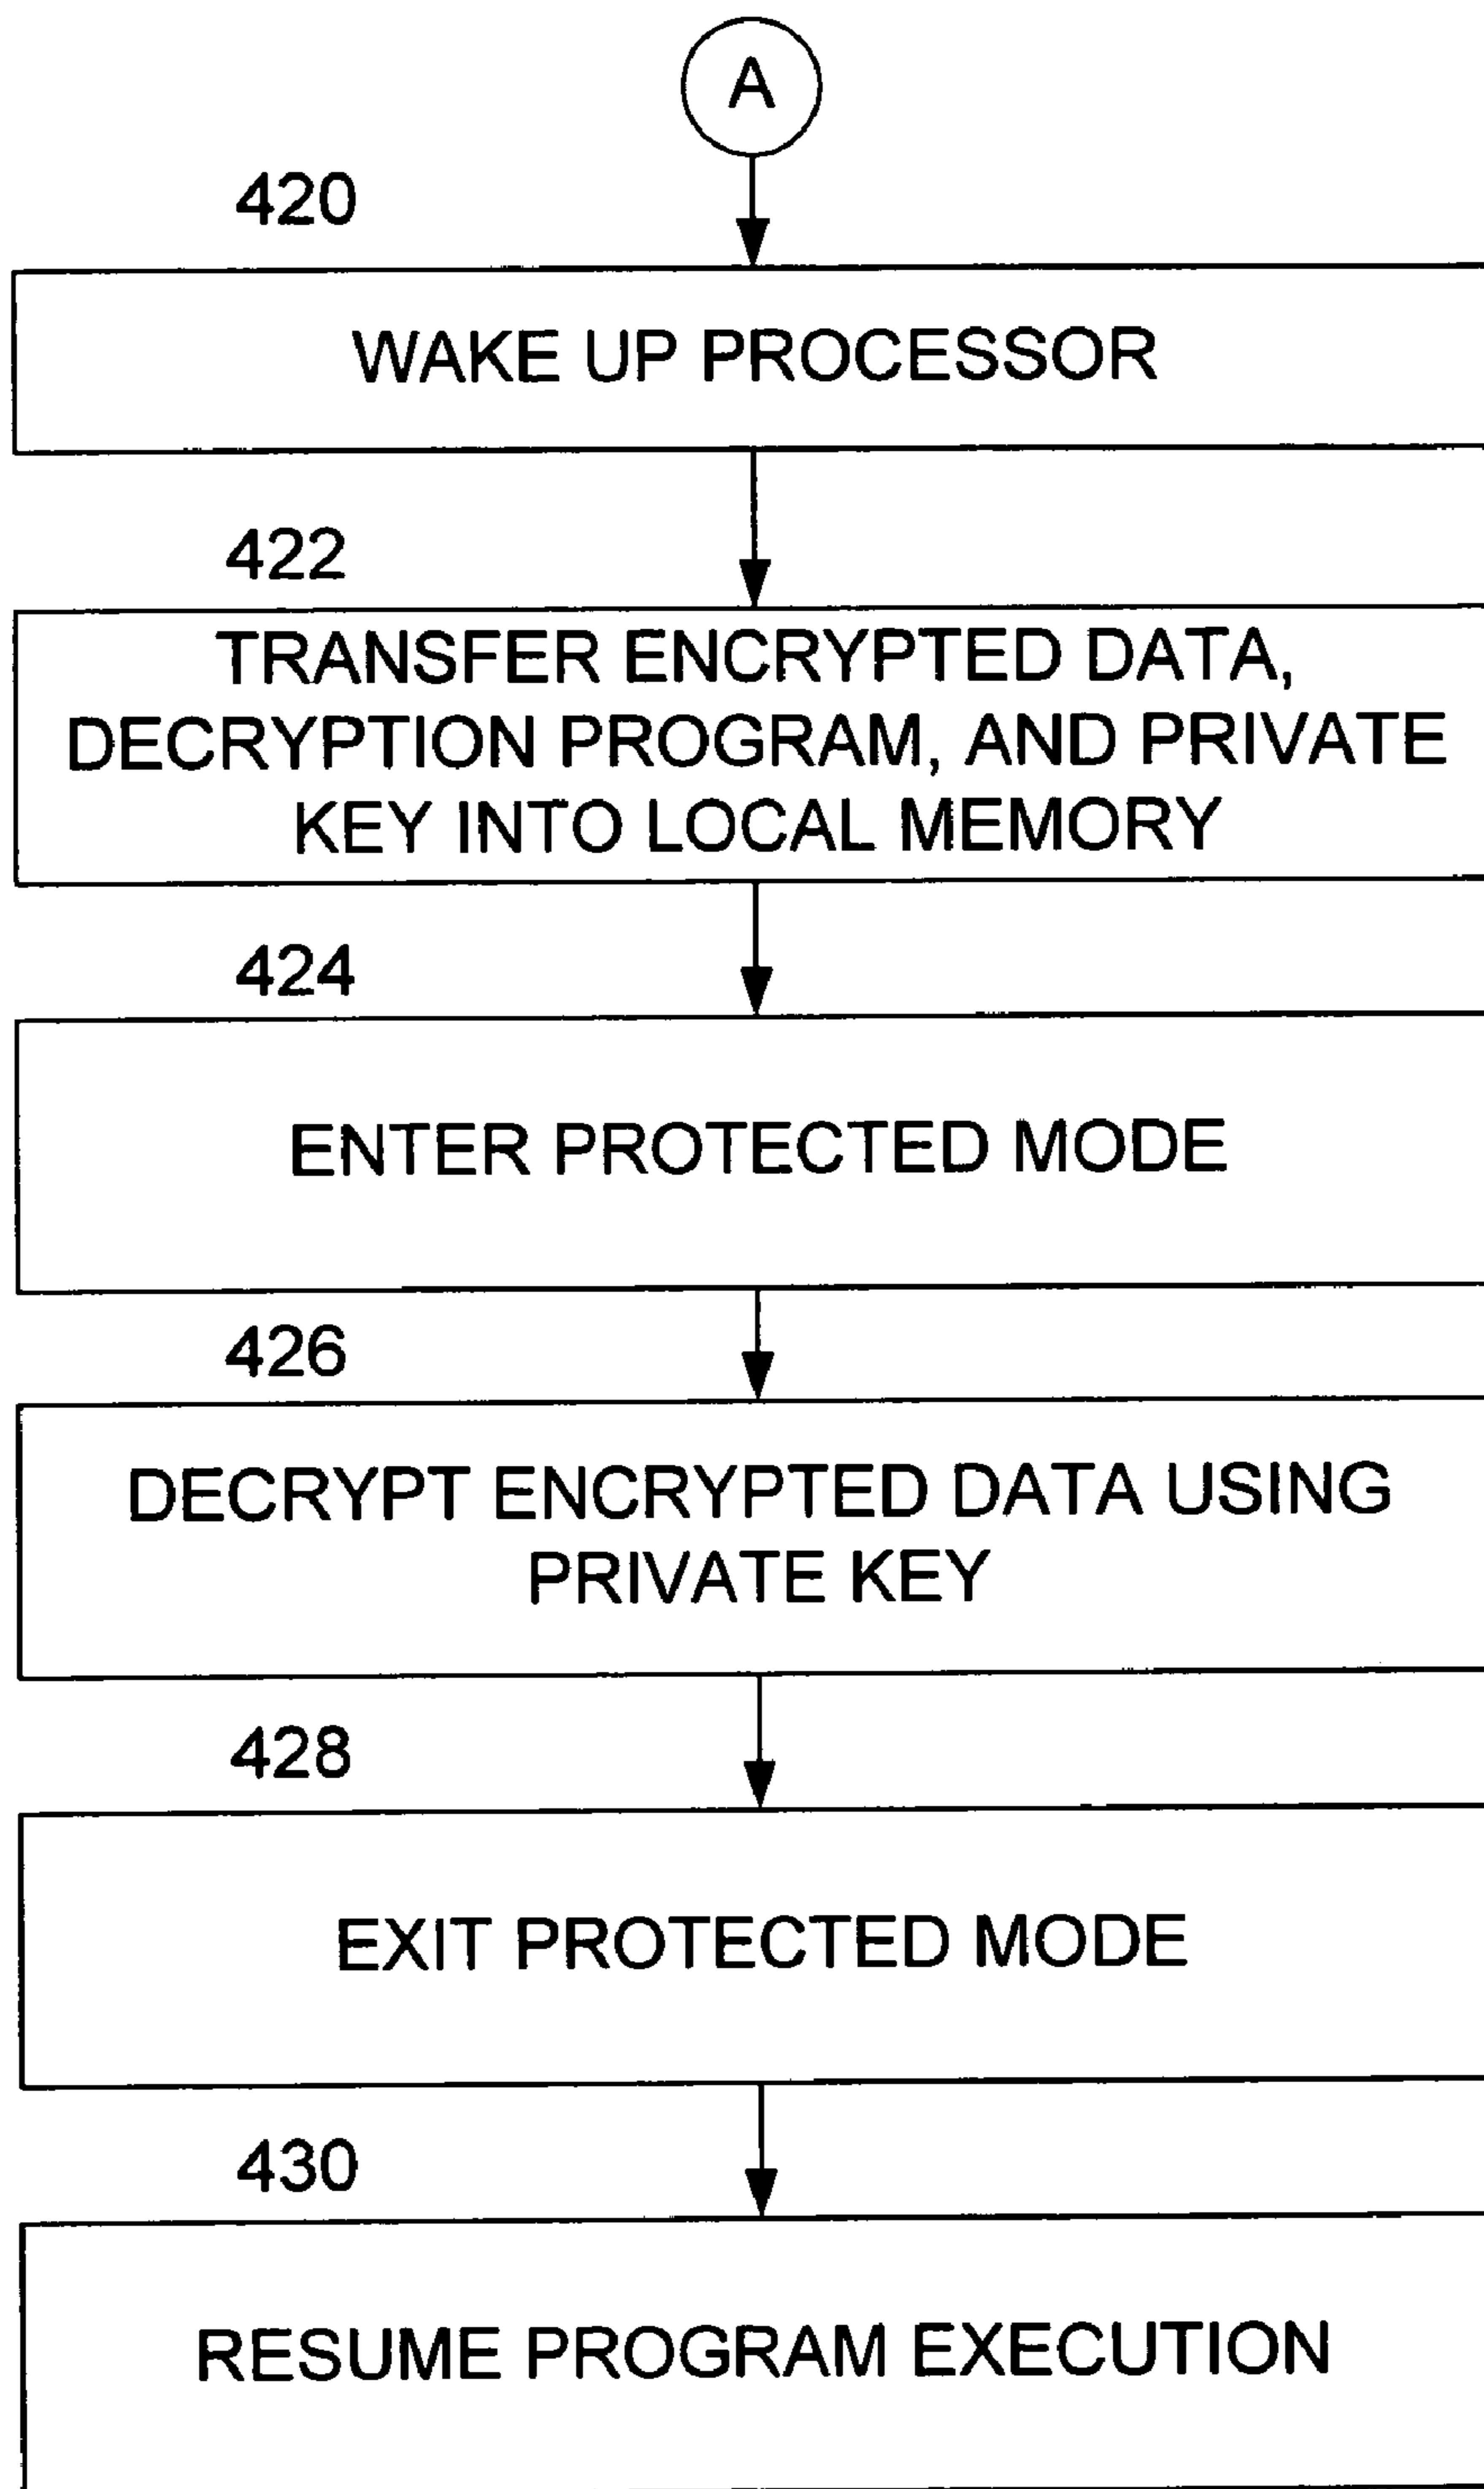 A
420
WAKE UP PROCESSOR
422
TRANSFER ENCRYPTED DATA,
DECRYPTION PROGRAM, AND PRIVATE
KEY INTO LOCAL MEMORY
424
ENTER PROTECTED MODE
426
DECRYPT ENCRYPTED DATA USING
PRIVATE KEY
428
EXIT PROTECTED MODE
430
RESUME PROGRAM EXECUTION